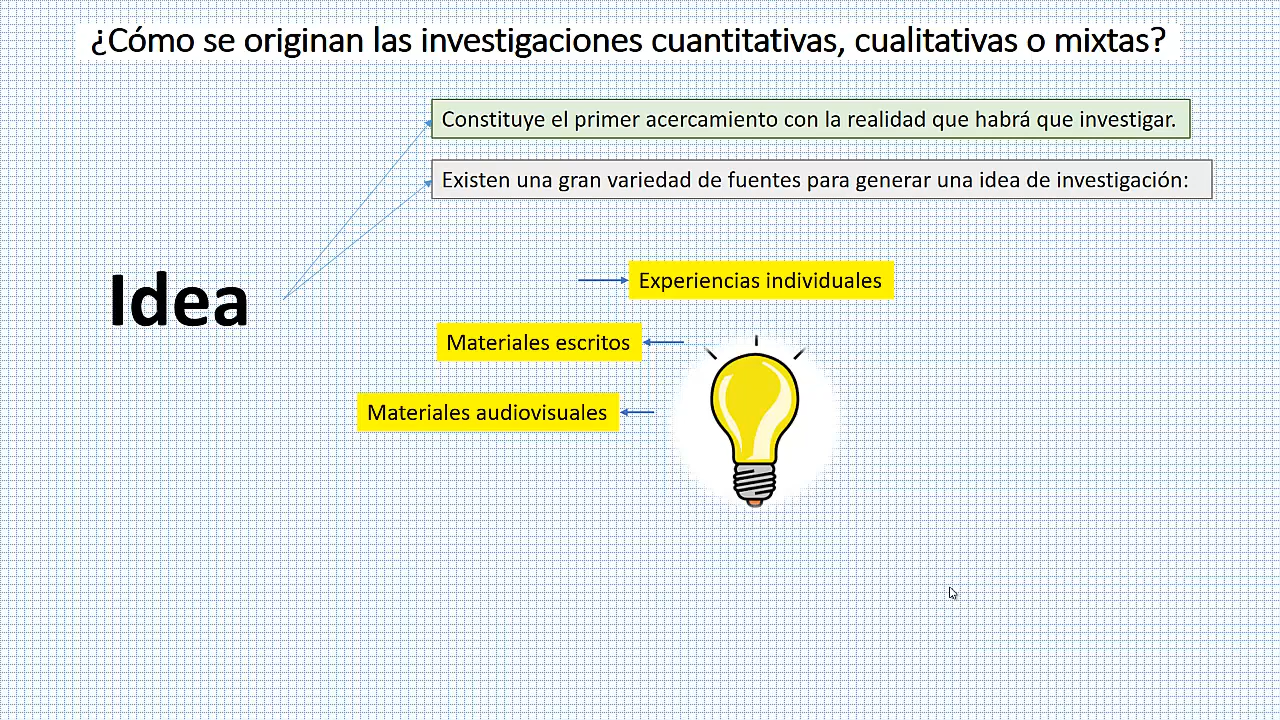 ¿Cómo se originan las investigaciones cuantitativas, cualitativas o mixtas?
Constituye el primer acercamiento con la realidad que habrá que investigar.
Existen una gran variedad de fuentes para generar una idea de investigación:
Idea
Experiencias individuales
Materiales escritos
Materiales audiovisuales